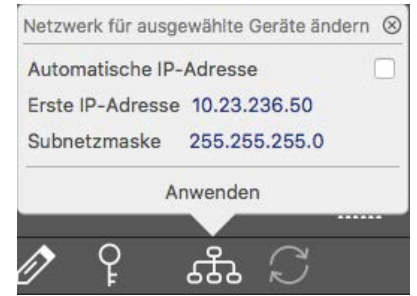 Netzwerk für ausgewählte Geräte ändern
Automatische IP-Adresse
Erste IP-Adresse 10.23.236.50
Subnetzmaske 255.255.255.0
Anwenden